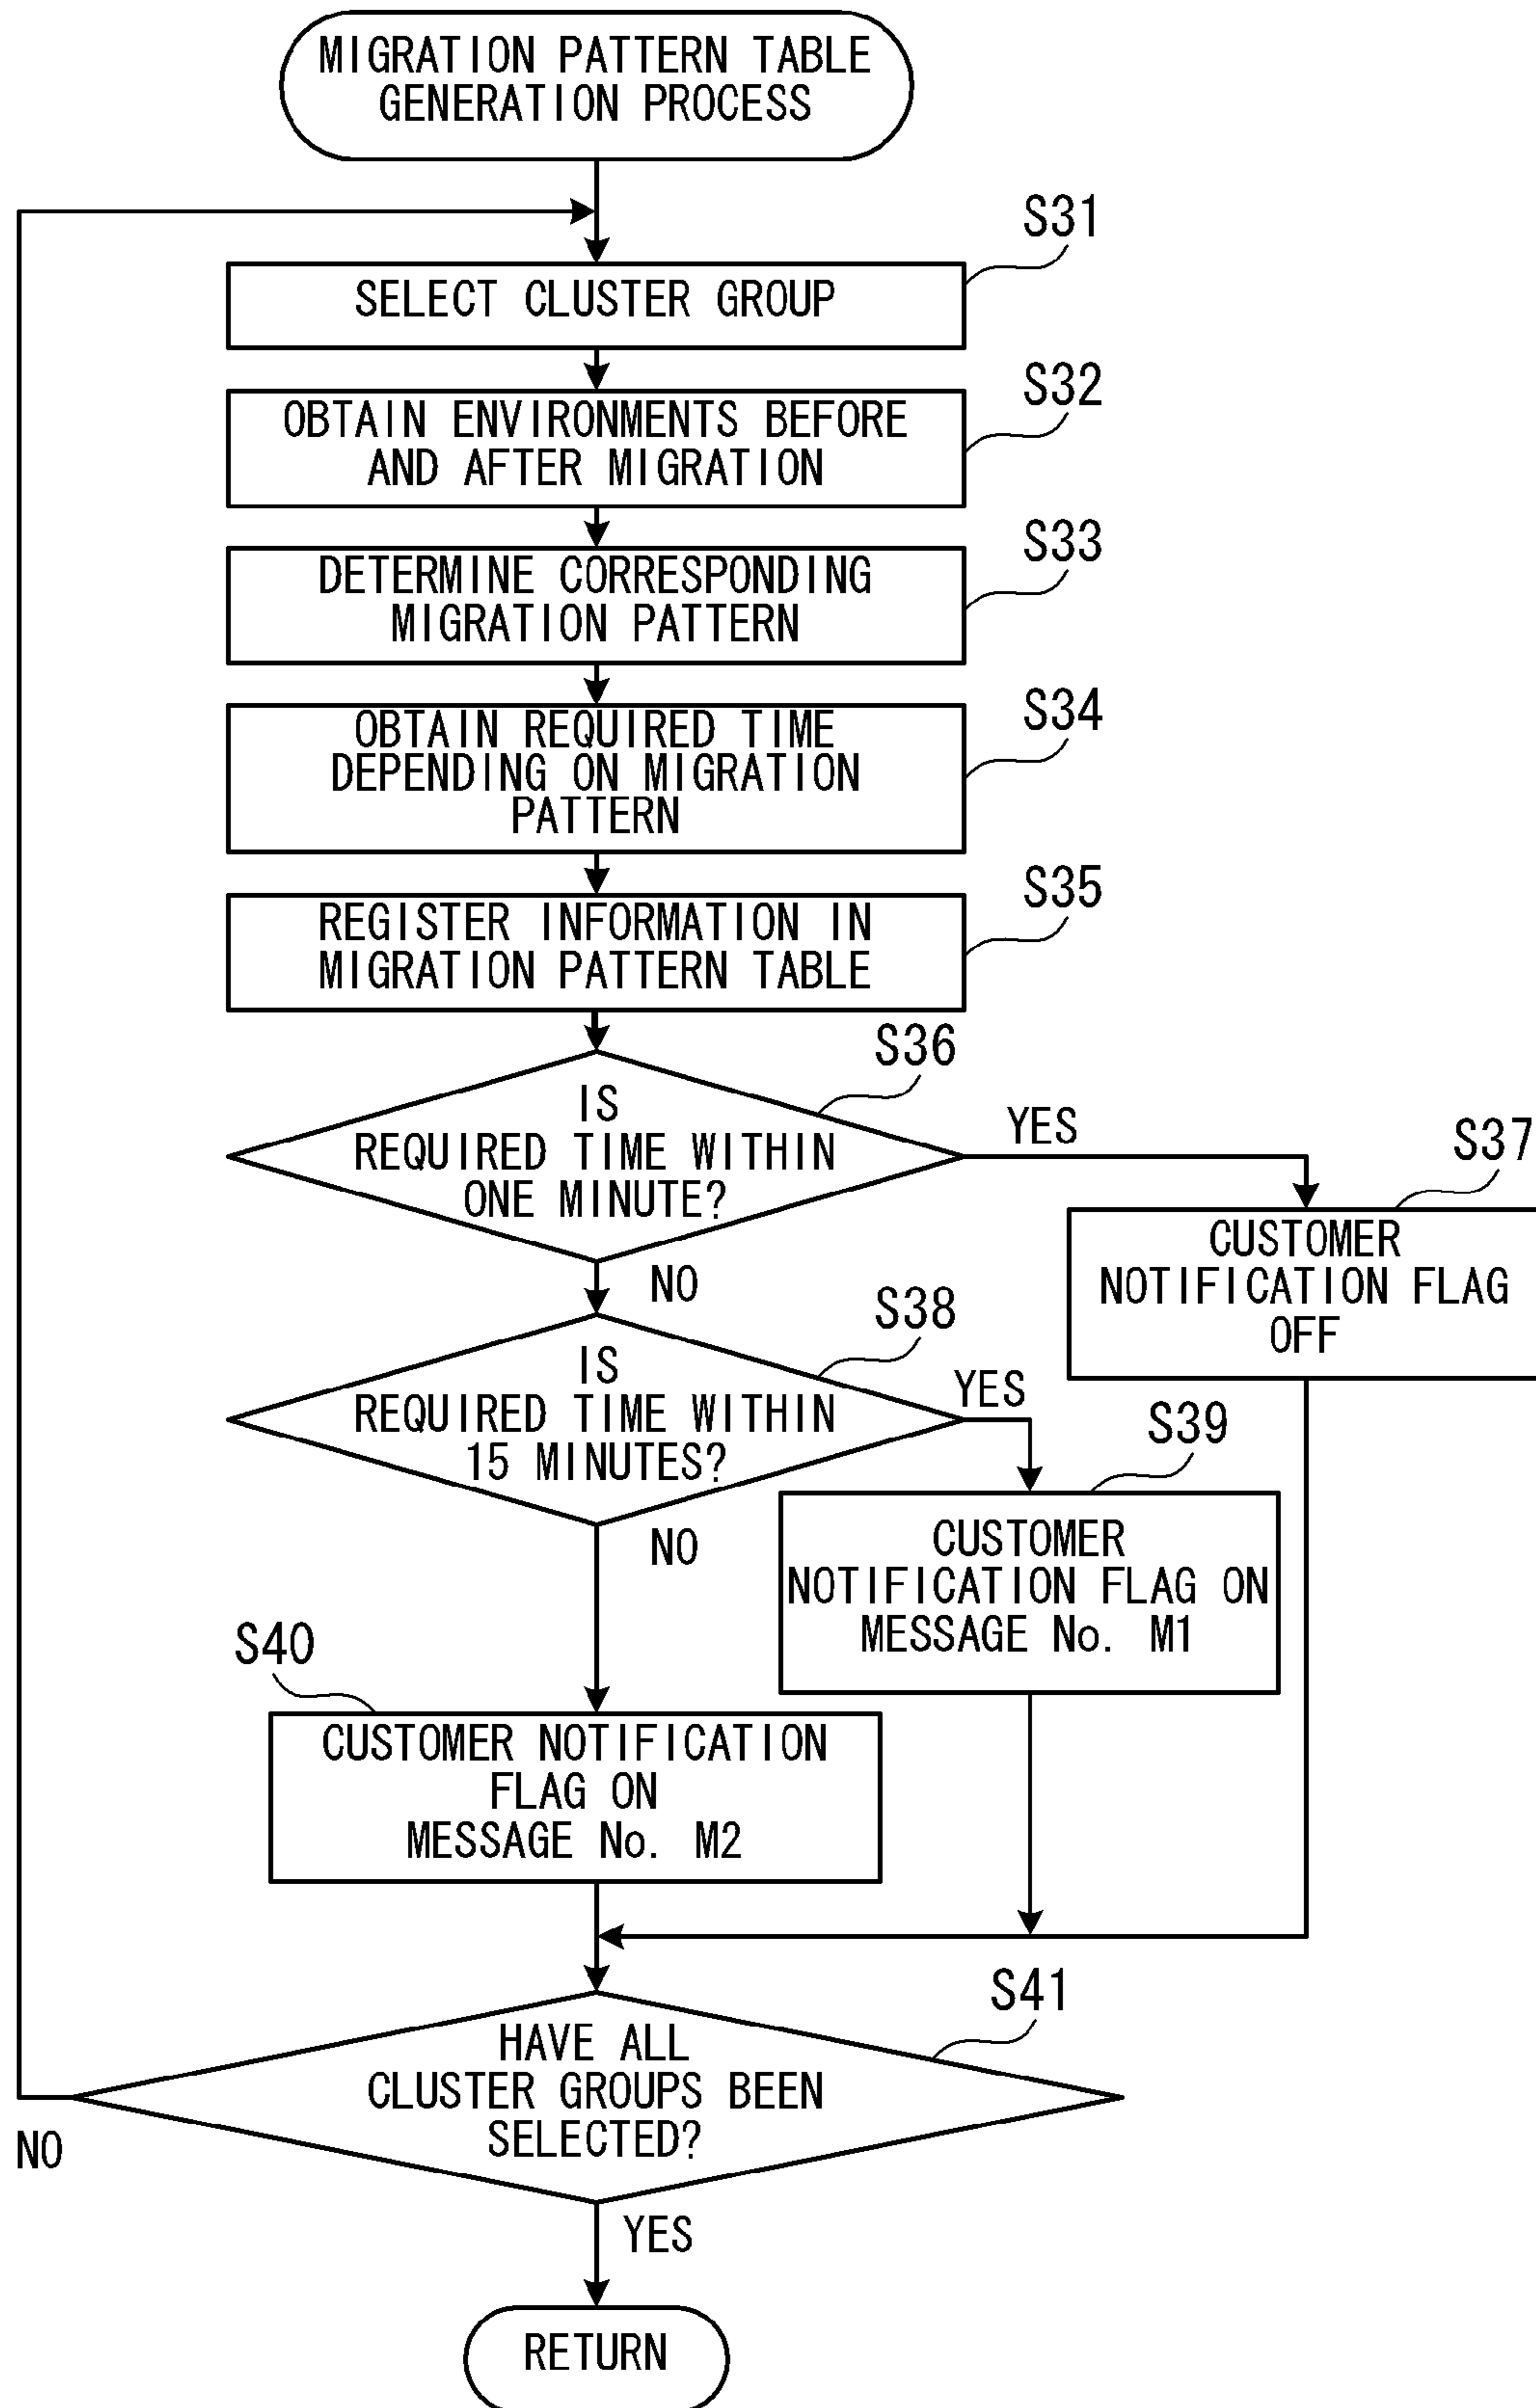 MIGRATION PATTERN TABLE
GENERATION PROCESS
S31
SELECT CLUSTER GROUP
S32
OBTAIN ENVIRONMENTS BEFORE
AND AFTER MIGRATION
S33
DETERMINE CORRESPONDING
MIGRATION PATTERN
S34
OBTAIN REQUIRED TIME
DEPENDING ON MIGRATION
PATTERN
S35
REGISTER INFORMATION IN
MIGRATION PATTERN TABLE
S36
IS
REQUIRED TIME WITHIN
ONE MINUTE?
YES
NO
S37
CUSTOMER
NOTIFICATION FLAG
OFF
S38
IS
REQUIRED TIME WITHIN
15 MINUTES?
YES
NO
S39
CUSTOMER
NOTIFICATION FLAG ON
MESSAGE No. M1
S40
CUSTOMER NOTIFICATION
FLAG ON
MESSAGE No. M2
S41
HAVE ALL
CLUSTER GROUPS BEEN
SELECTED?
NO
YES
RETURN